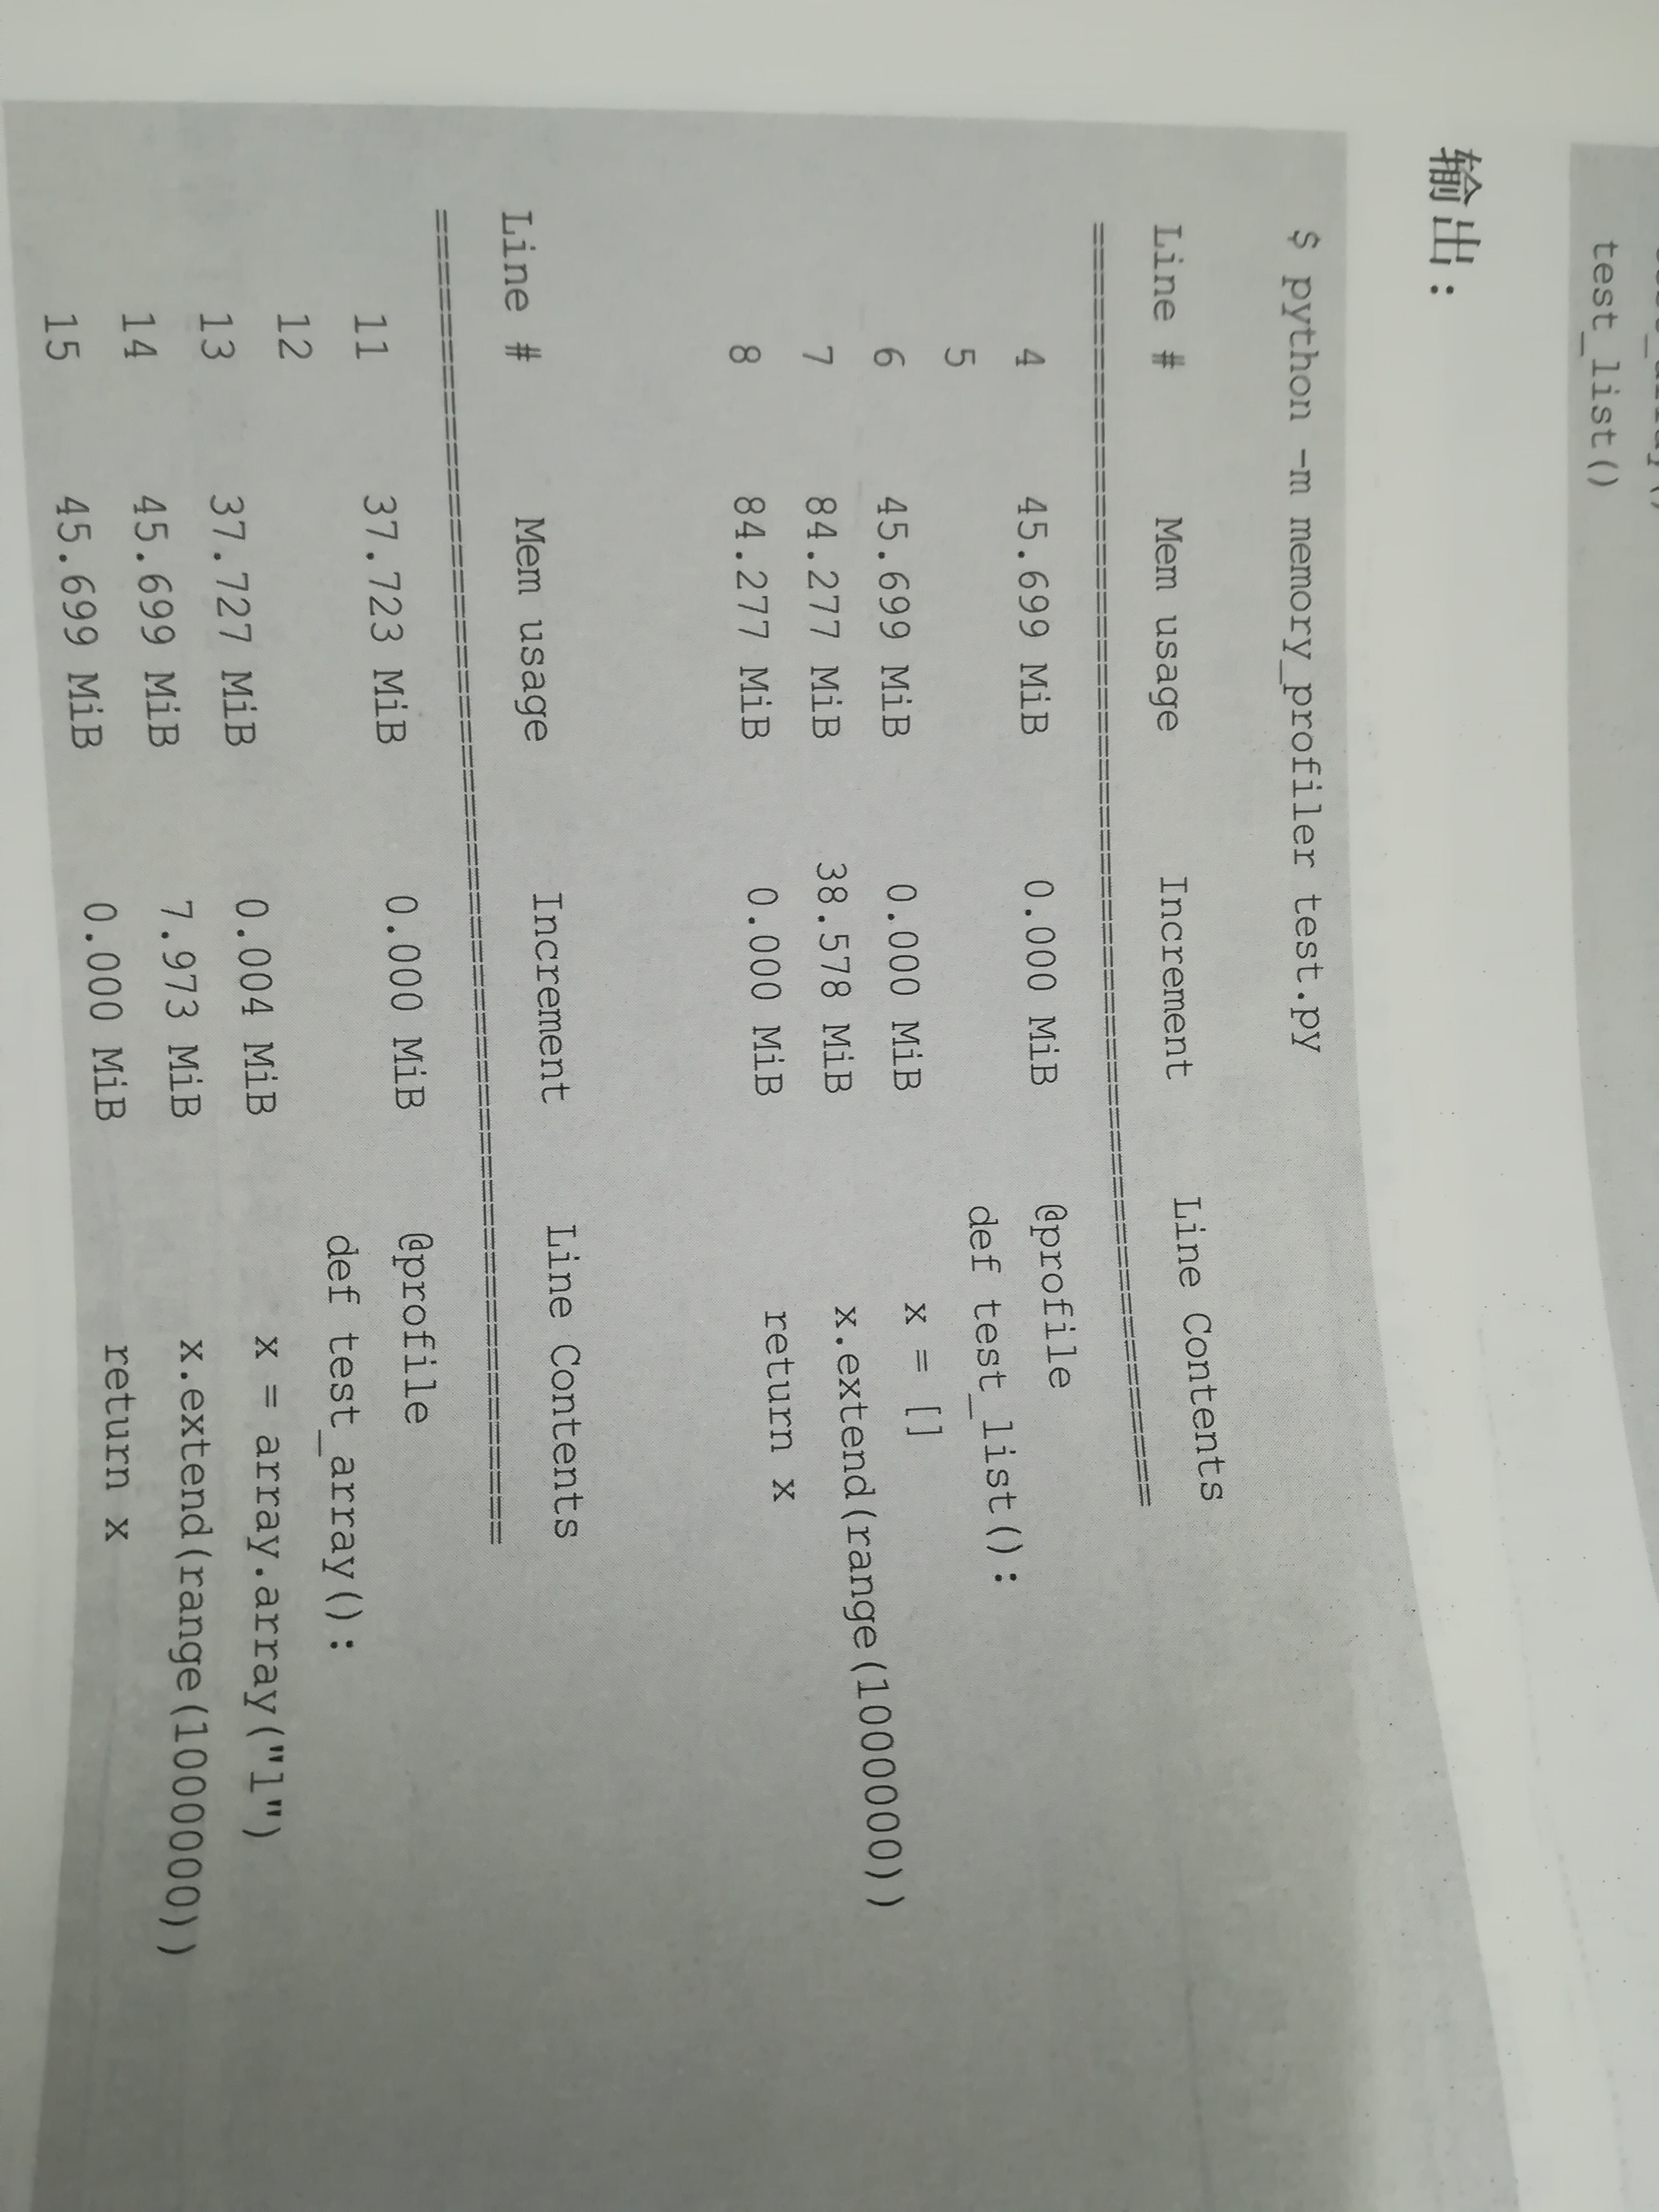 test_list()
输出:
$ python -m memory_profiler test.py
Line #    Mem usage    Increment    Line Contents
================================================
4    45.699 MiB    0.000 MiB    @profile
5    def test_list():
6    45.699 MiB    0.000 MiB    x = []
7    84.277 MiB    38.578 MiB    x.extend(range(1000000))
8    84.277 MiB    0.000 MiB    return x
Line #    Mem usage    Increment    Line Contents
================================================
11    37.723 MiB    0.000 MiB    @profile
12    def test_array():
13    37.727 MiB    0.004 MiB    x = array.array("l")
14    45.699 MiB    7.973 MiB    x.extend(range(1000000))
15    45.699 MiB    0.000 MiB    return x